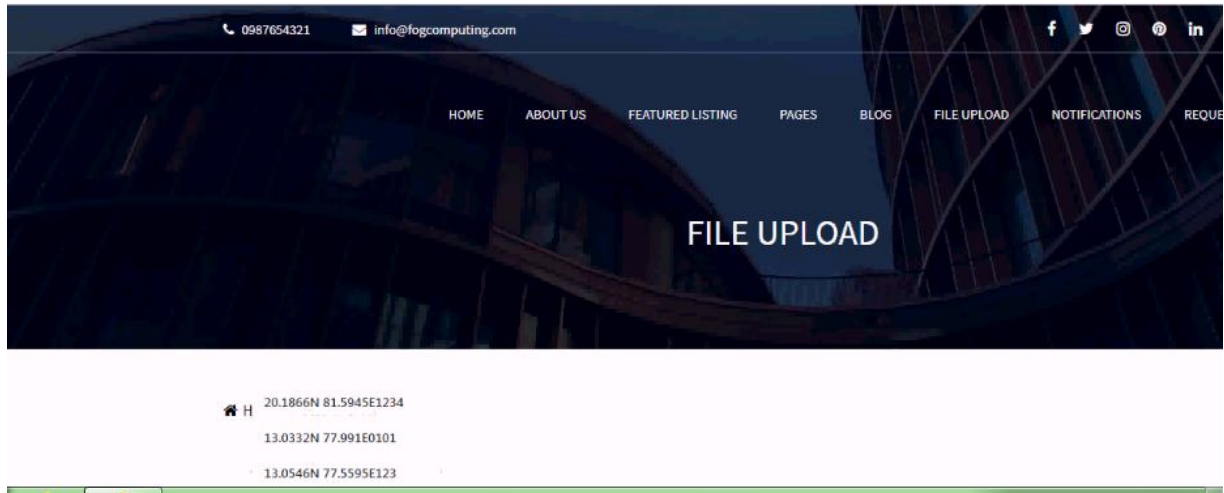 0987654321 info@fogcomputing.com
HOME ABOUT US FEATURED LISTING PAGES BLOG FILE UPLOAD NOTIFICATIONS REQUE
FILE UPLOAD
H 20.1866N 81.5945E1234
13.0332N 77.991E0101
13.0546N 77.5595E123